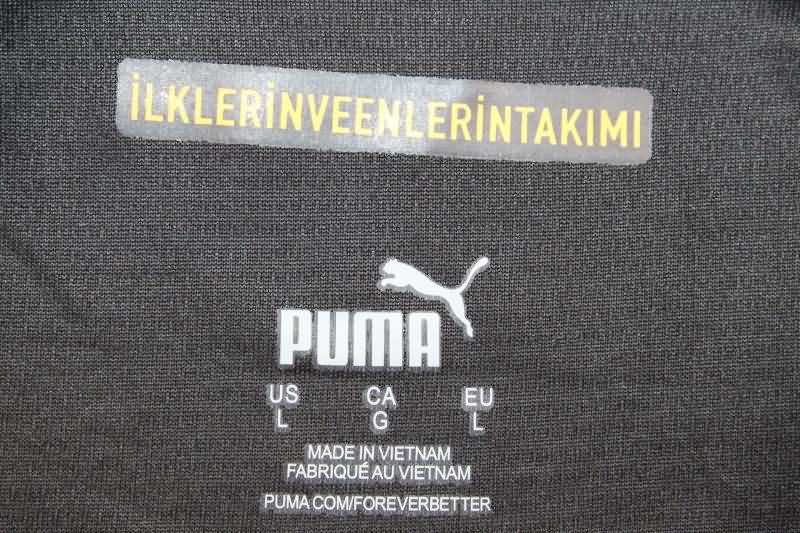 İLKLERİNVEENLERİNTAKIMI
PUMA
US CA EU
L G L
MADE IN VIETNAM
FABRIQUÉ AU VIETNAM
PUMA.COM/FOREVERBETTER